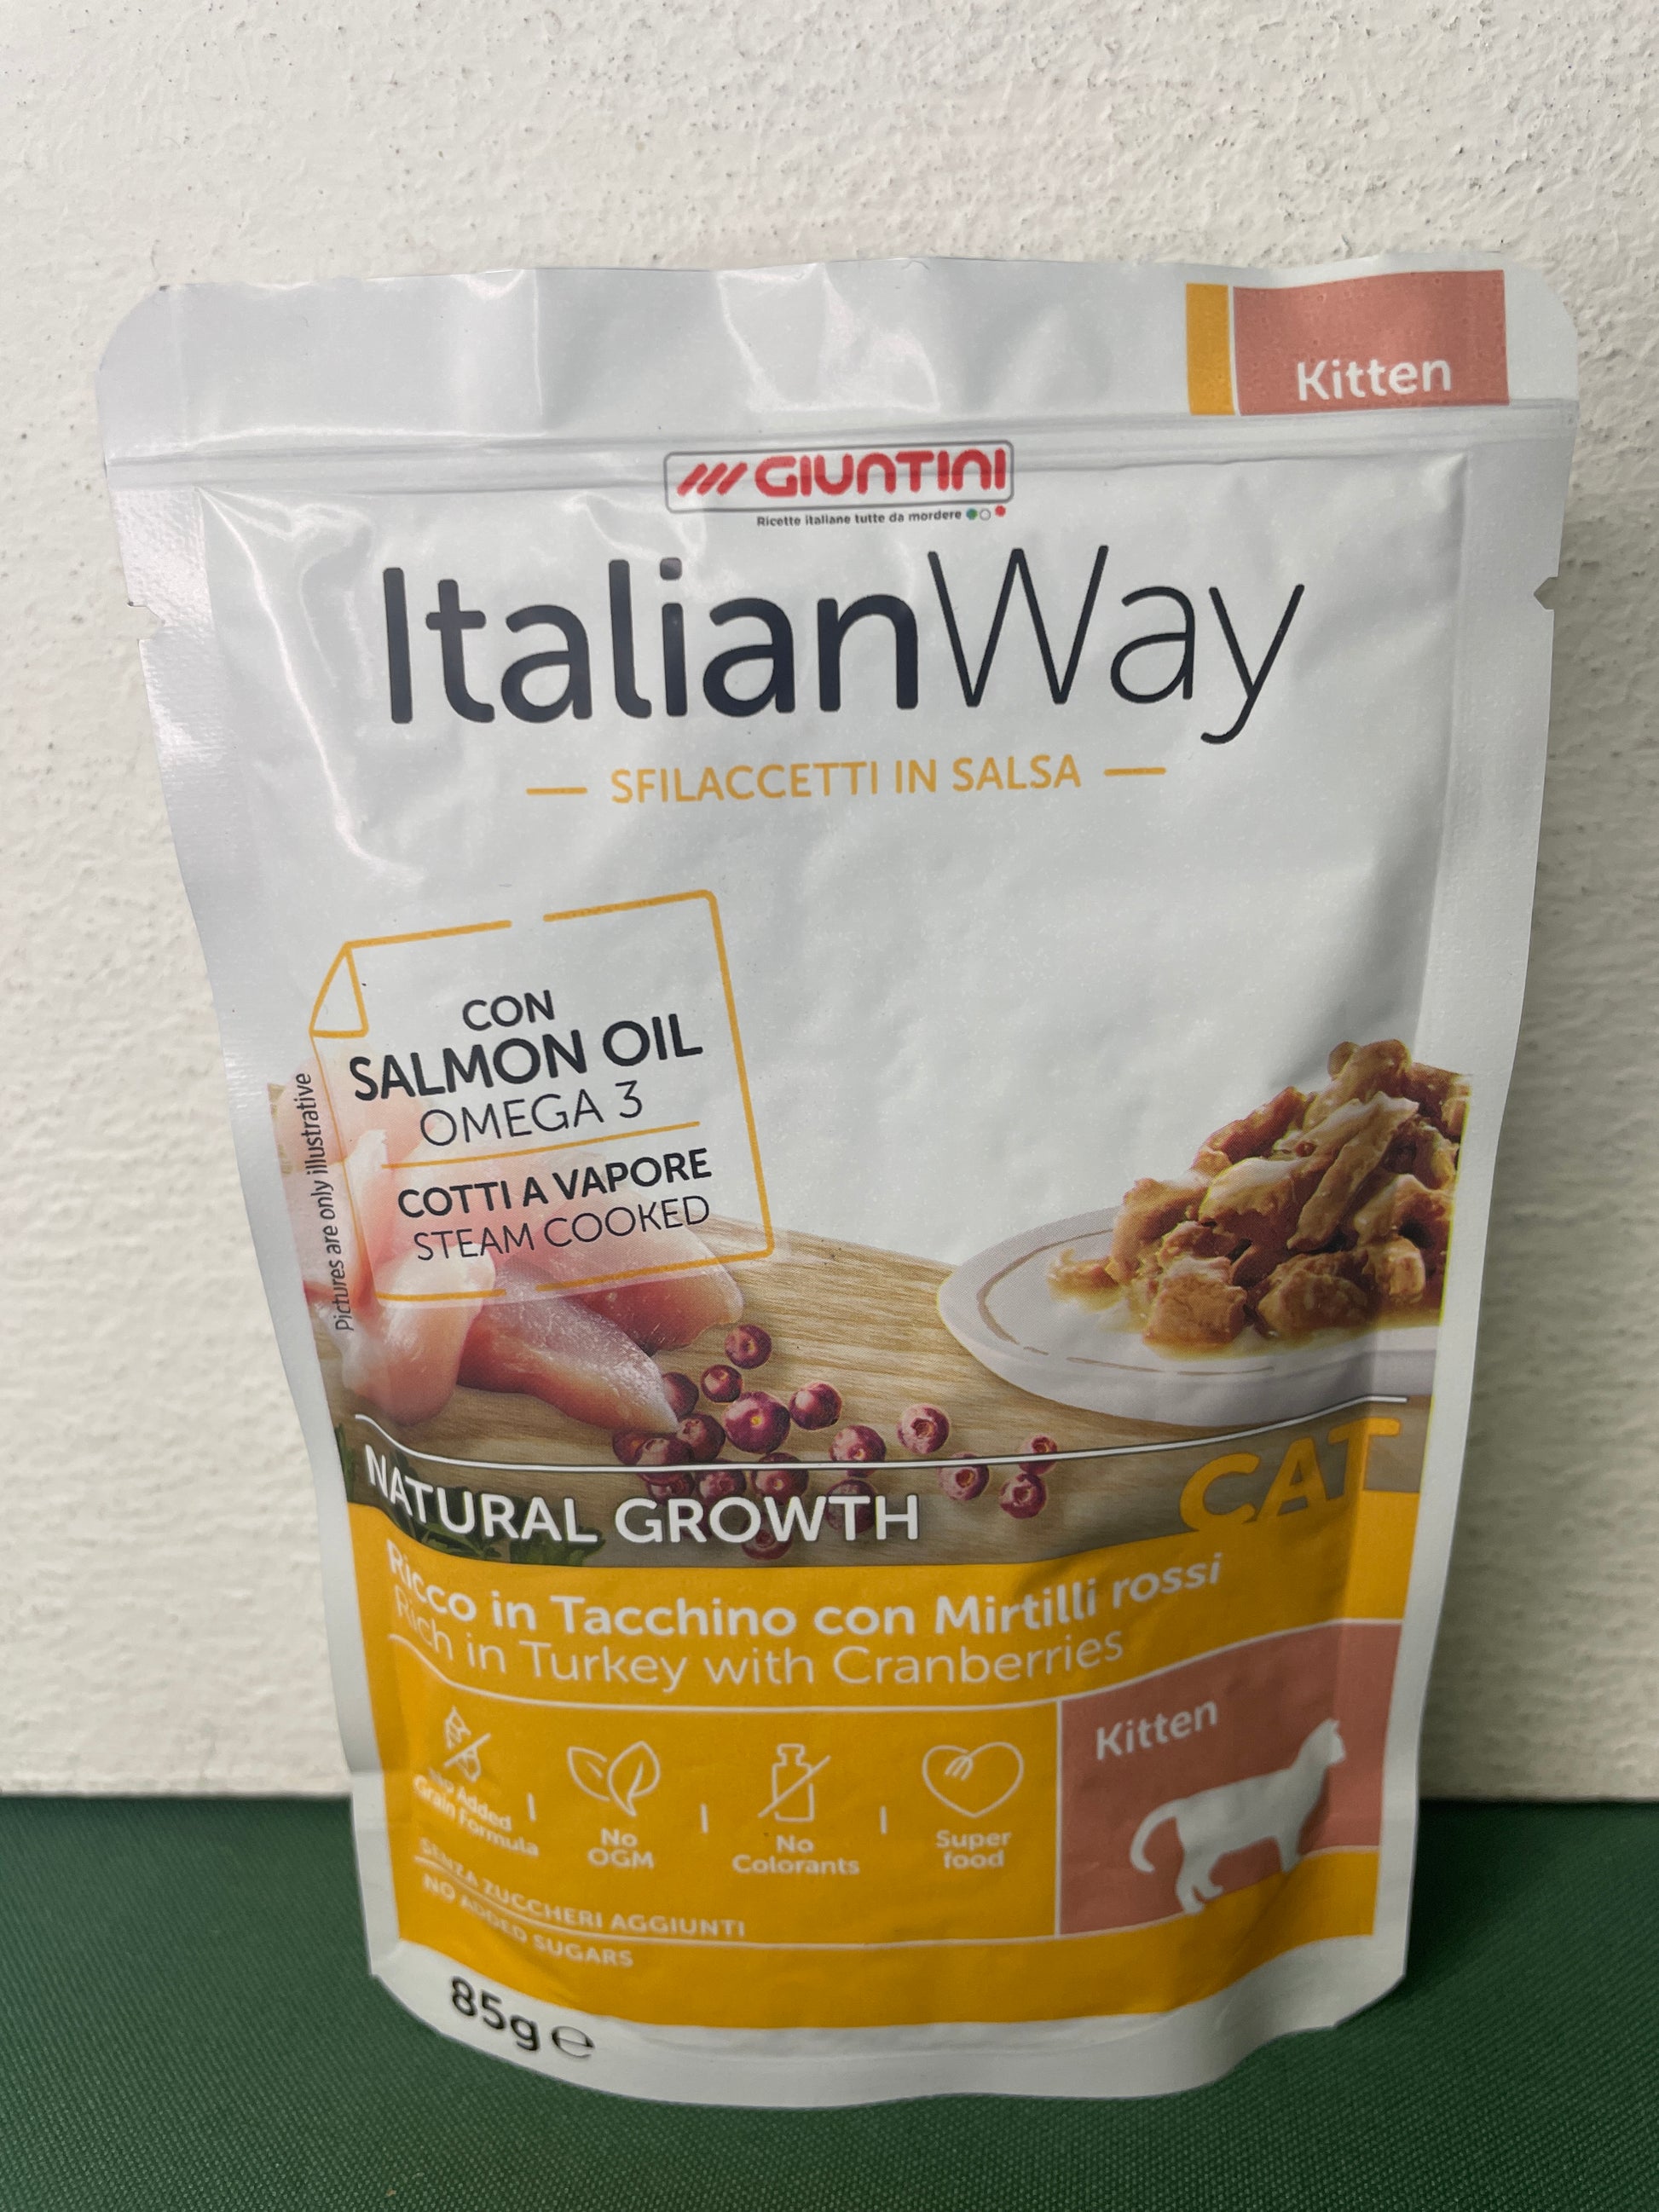 Kitten
GIUNTINI
Ricette italiane tutte da mordere
ItalianWay
SFILACCETTI IN SALSA
CON
SALMON OIL
OMEGA 3
COTTI A VAPORE
STEAM COOKED
Pictures are only illustrative
CAT
NATURAL GROWTH
Ricco in Tacchino con Mirtilli rossi
Rich in Turkey with Cranberries
Kitten
No Added
Grain Formula
No
OGM
No
Colorants
Super
food
SENZA ZUCCHERI AGGIUNTI
NO ADDED SUGARS
85g ℮